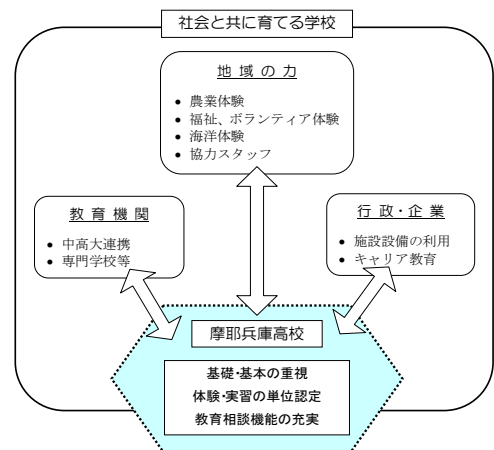 社会と共に育てる学校
地域の力
• 農業体験
• 福祉、ボランティア体験
• 海洋体験
• 協力スタッフ
教育機関
• 中高大連携
• 専門学校等
行政・企業
• 施設設備の利用
• キャリア教育
摩耶兵庫高校
基礎・基本の重視
体験・実習の単位認定
教育相談機能の充実